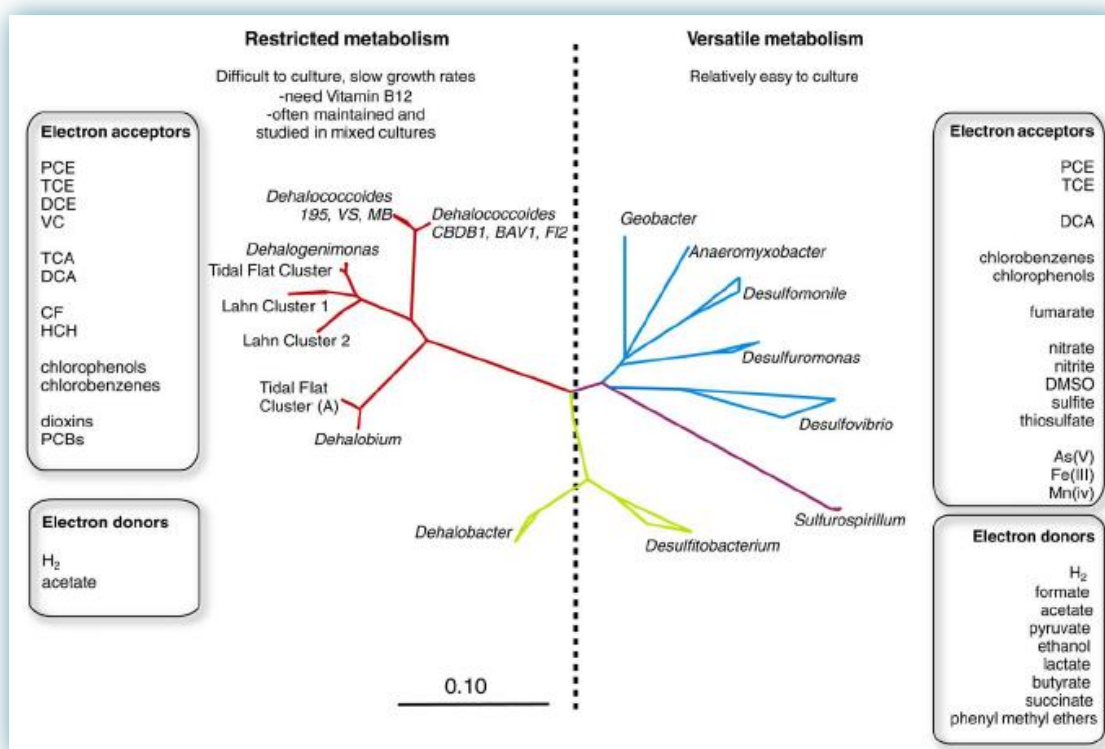 Restricted metabolism
Difficult to culture, slow growth rates
-need Vitamin B12
-often maintained and
studied in mixed cultures
Versatile metabolism
Relatively easy to culture
Electron acceptors
PCE
TCE
DCE
VC
TCA
DCA
CF
HCH
chlorophenols
chlorobenzenes
dioxins
PCBs
Electron donors
H2
acetate
Dehalococcoides
195, VS, MB
Dehalococcoides
CBDB1, BAV1, Fl2
Dehalogenimonas
Tidal Flat Cluster
Lahn Cluster 1
Lahn Cluster 2
Tidal Flat
Cluster (A)
Dehalobium
Dehalobacter
Desulfitobacterium
Geobacter
Anaeromyxobacter
Desulfomonile
Desulfuromonas
Desulfovibrio
Sulfurospirillum
0.10
Electron acceptors
PCE
TCE
DCA
chlorobenzenes
chlorophenols
fumarate
nitrate
nitrite
DMSO
sulfite
thiosulfate
As(V)
Fe(III)
Mn(iv)
Electron donors
H2
formate
acetate
pyruvate
ethanol
lactate
butyrate
succinate
phenyl methyl ethers